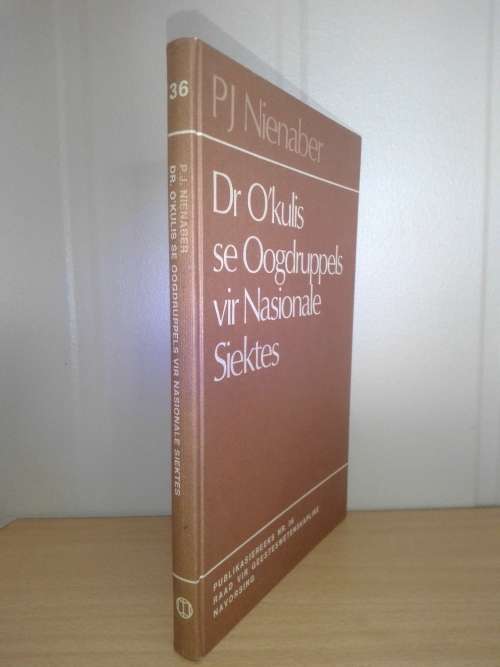 36
P.J. NIENABER
DR. O'KULIS SE OOGDRUPPELS VIR NASIONALE SIEKTES
PJ Nienaber
Dr O'kulis
se Oogdruppels
vir Nasionale
Siektes
PUBLIKASIEREEKS NR. 36
RAAD VIR GEESTESWETENSKAPLIKE
NAVORSING